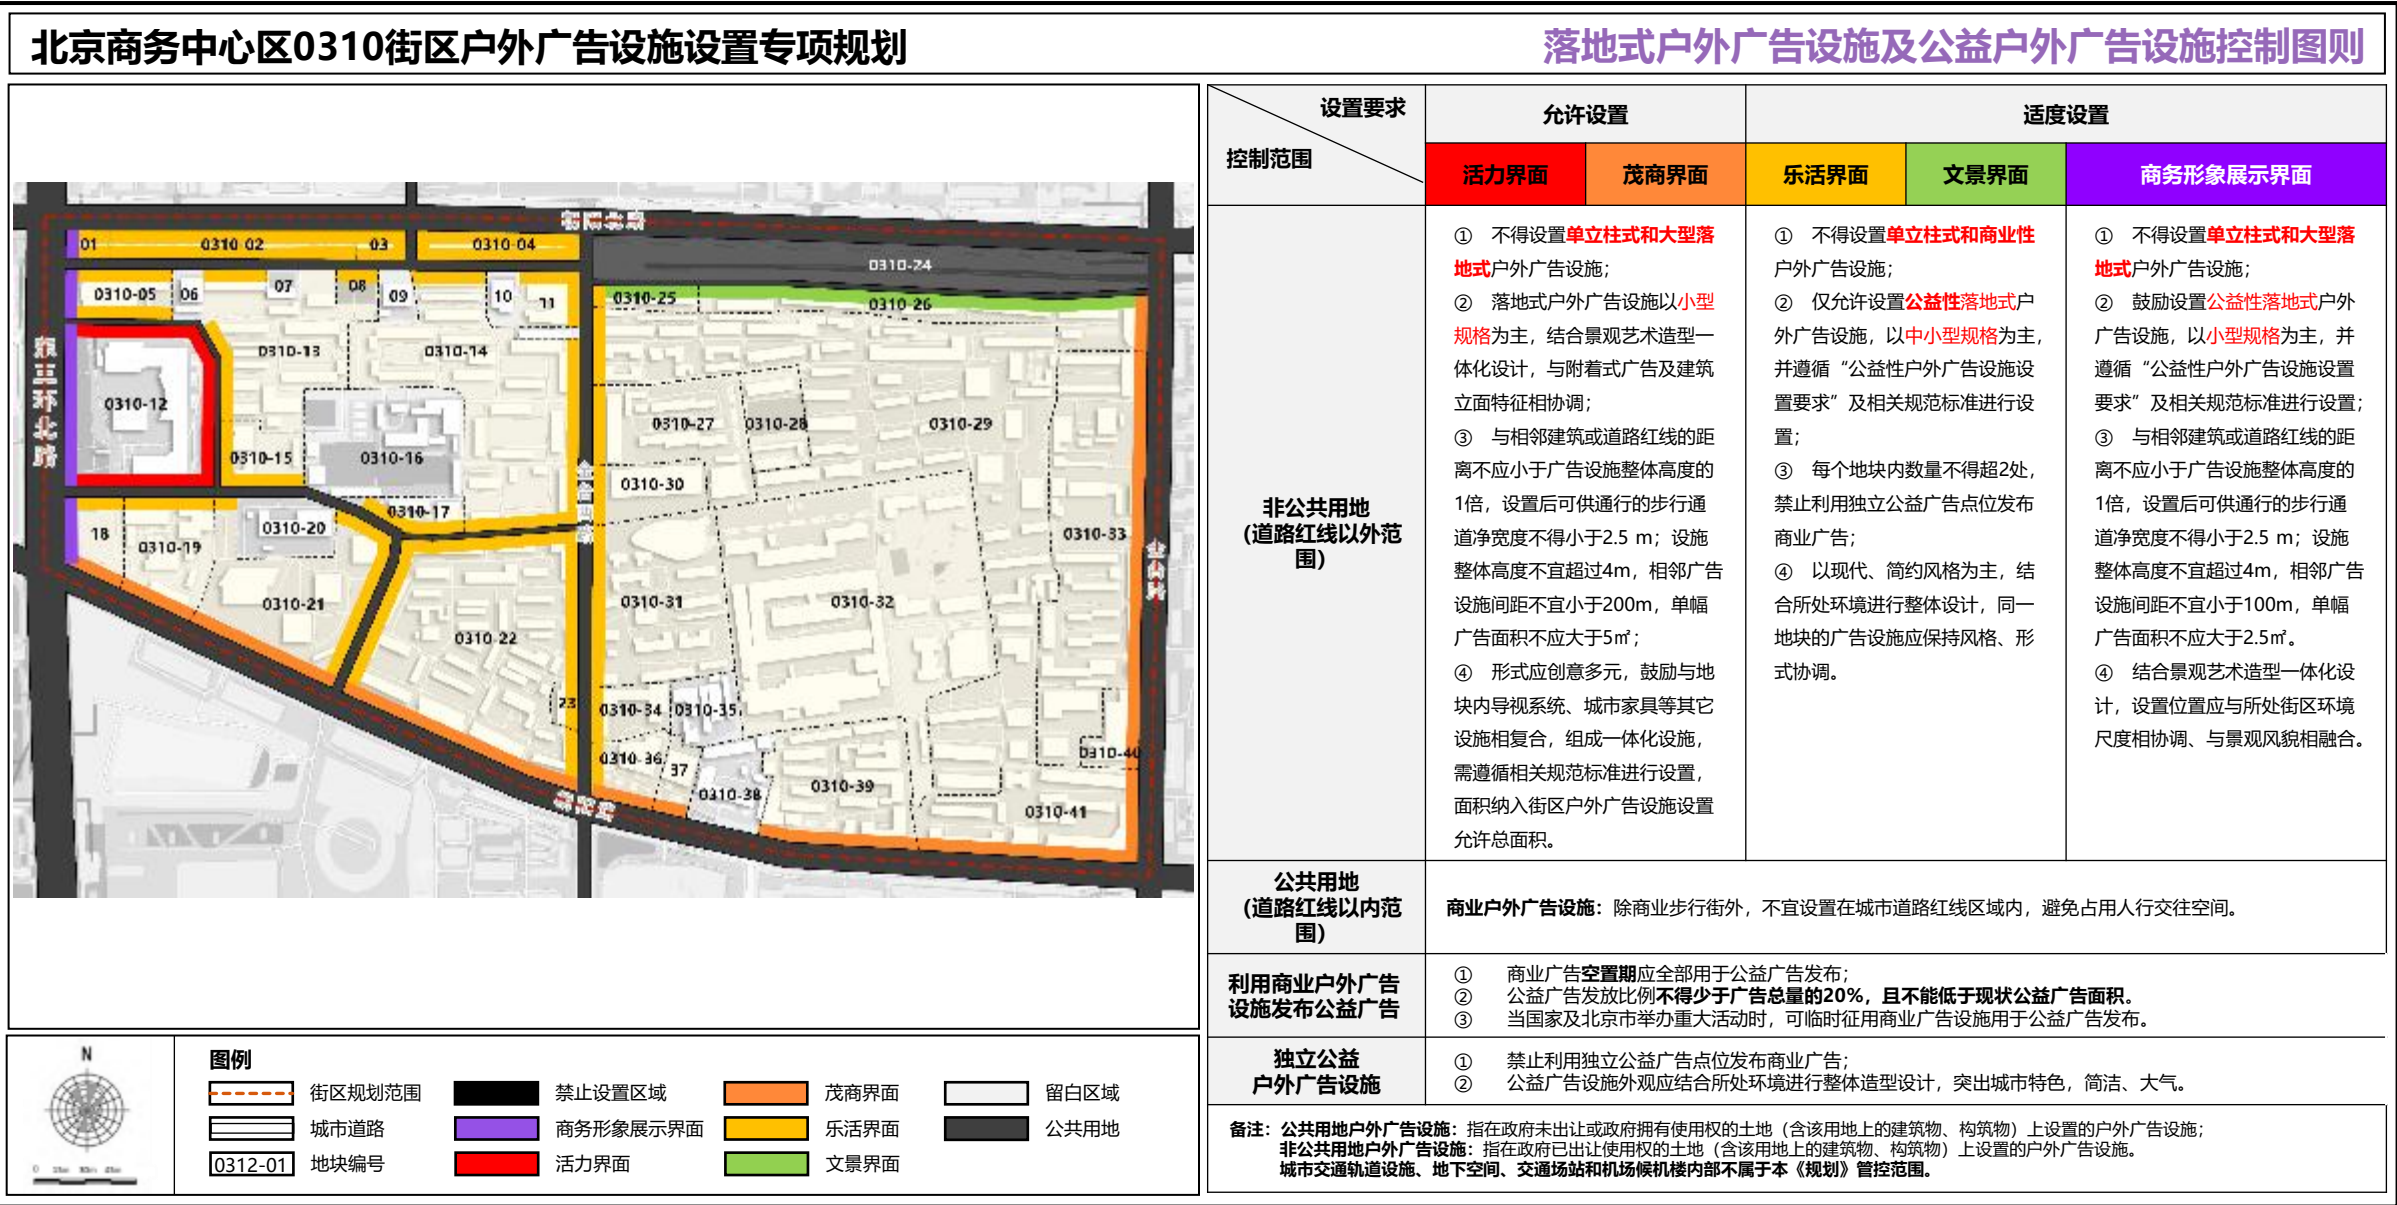 北京商务中心区0310街区户外广告设施设置专项规划
落地式户外广告设施及公益户外广告设施控制图则
朝阳北路
01
0310-02
03
0310-04
0310-24
0310-05
06
07
08
09
10
11
0310-25
0310-26
东三环北路
0310-13
0310-14
0310-12
0310-27
0310-28
0310-29
0310-15
0310-16
0310-30
0310-17
18
0310-19
0310-20
0310-33
0310-21
0310-31
0310-32
0310-22
23
0310-34
0310-35
0310-36
37
0310-38
0310-39
0310-40
0310-41
朝阳路
设置要求
控制范围
允许设置
适度设置
活力界面
茂商界面
乐活界面
文景界面
商务形象展示界面
非公共用地
(道路红线以外范
围)
① 不得设置单立柱式和大型落
地式户外广告设施;
② 落地式户外广告设施以小型
规格为主，结合景观艺术造型一
体化设计，与附着式广告及建筑
立面特征相协调;
③ 与相邻建筑或道路红线的距
离不应小于广告设施整体高度的
1倍，设置后可供通行的步行通
道净宽度不得小于2.5 m；设施
整体高度不宜超过4m，相邻广告
设施间距不宜小于200m，单幅
广告面积不应大于5㎡;
④ 形式应创意多元，鼓励与地
块内导视系统、城市家具等其它
设施相复合，组成一体化设施，
需遵循相关规范标准进行设置，
面积纳入街区户外广告设施设置
允许总面积。
① 不得设置单立柱式和商业性
户外广告设施;
② 仅允许设置公益性落地式户
外广告设施，以中小型规格为主，
并遵循“公益性户外广告设施设
置要求”及相关规范标准进行设
置;
③ 每个地块内数量不得超2处，
禁止利用独立公益广告点位发布
商业广告;
④ 以现代、简约风格为主，结
合所处环境进行整体设计，同一
地块的广告设施应保持风格、形
式协调。
① 不得设置单立柱式和大型落
地式户外广告设施;
② 鼓励设置公益性落地式户外
广告设施，以小型规格为主，并
遵循“公益性户外广告设施设置
要求”及相关规范标准进行设置;
③ 与相邻建筑或道路红线的距
离不应小于广告设施整体高度的
1倍，设置后可供通行的步行通
道净宽度不得小于2.5 m；设施
整体高度不宜超过4m，相邻广告
设施间距不宜小于100m，单幅
广告面积不应大于2.5㎡。
④ 结合景观艺术造型一体化设
计，设置位置应与所处街区环境
尺度相协调、与景观风貌相融合。
公共用地
(道路红线以内范
围)
商业户外广告设施：除商业步行街外，不宜设置在城市道路红线区域内，避免占用人行交往空间。
利用商业户外广告
设施发布公益广告
① 商业广告空置期应全部用于公益广告发布;
② 公益广告发放比例不得少于广告总量的20%，且不能低于现状公益广告面积。
③ 当国家及北京市举办重大活动时，可临时征用商业广告设施用于公益广告发布。
独立公益
户外广告设施
① 禁止利用独立公益广告点位发布商业广告;
② 公益广告设施外观应结合所处环境进行整体造型设计，突出城市特色，简洁、大气。
备注：公共用地户外广告设施：指在政府未出让或政府拥有使用权的土地（含该用地上的建筑物、构筑物）上设置的户外广告设施;
非公共用地户外广告设施：指在政府已出让使用权的土地（含该用地上的建筑物、构筑物）上设置的户外广告设施。
城市交通轨道设施、地下空间、交通场站和机场候机楼内部不属于本《规划》管控范围。
N
图例
街区规划范围
禁止设置区域
茂商界面
留白区域
城市道路
商务形象展示界面
乐活界面
公共用地
0312-01 地块编号
活力界面
文景界面